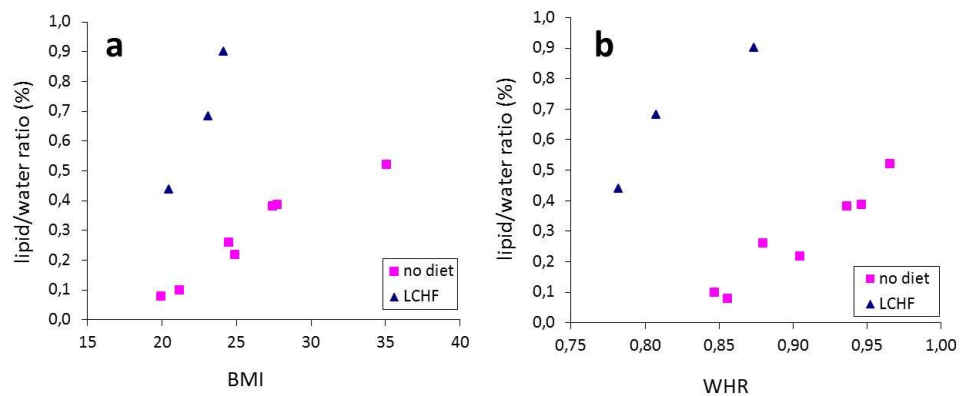 a
lipid/water ratio (%)
1,0
0,9
0,8
0,7
0,6
0,5
0,4
0,3
0,2
0,1
0,0
15 20 25 30 35 40
BMI
no diet
LCHF
b
lipid/water ratio (%)
1,0
0,9
0,8
0,7
0,6
0,5
0,4
0,3
0,2
0,1
0,0
0,75 0,80 0,85 0,90 0,95 1,00
WHR
no diet
LCHF